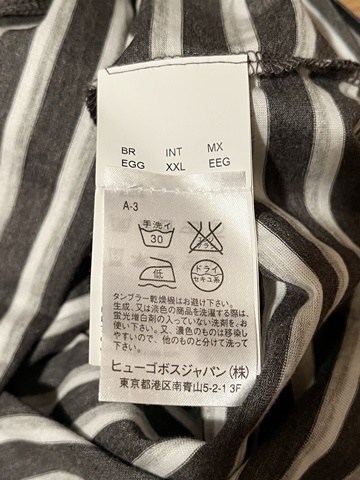 BR INT MX
EGG XXL EEG
A-3
手洗イ
30
低
ドライ
セキユ系
タンブラー乾燥機はお避け下さい。
生成、又は淡色の商品を洗濯する際は、
蛍光増白剤の入っていない洗剤を、お
使い下さい。又、濃色のものは移染し
やすいので、他のものと分けて洗って
下さい。
ヒューゴボスジャパン(株)
東京都港区南青山5-2-1 3F